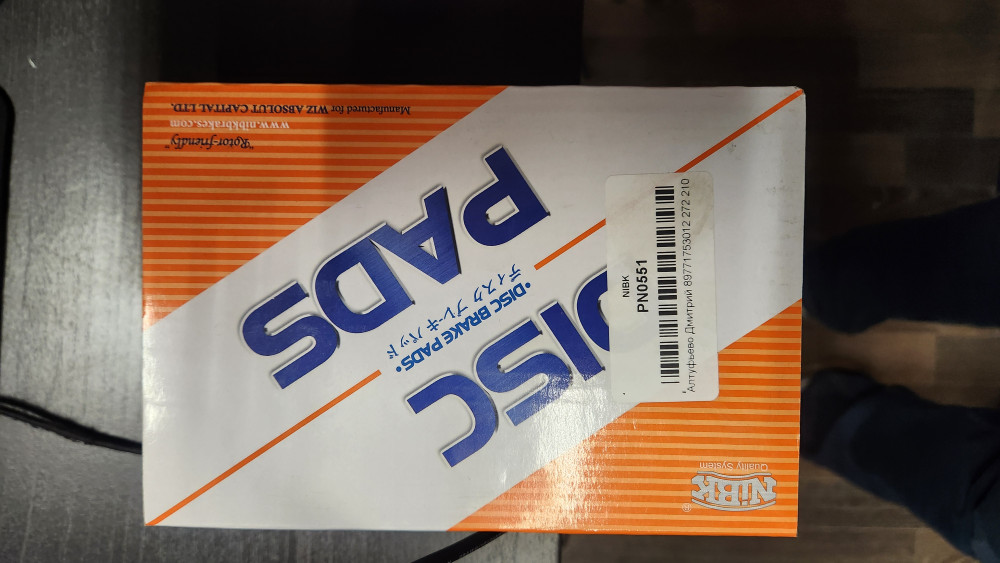 NiBK
®
Quality System
DISC
PADS
•DISC BRAKE PADS•
ディスク ブレーキ パッド
"Rotor-friendly"
www.nibkbrakes.com
Manufactured for WIZ ABSOLUT CAPITAL LTD.
NIBK
PN0551
Алтуфьево Дмитрий 89771753012 272 210